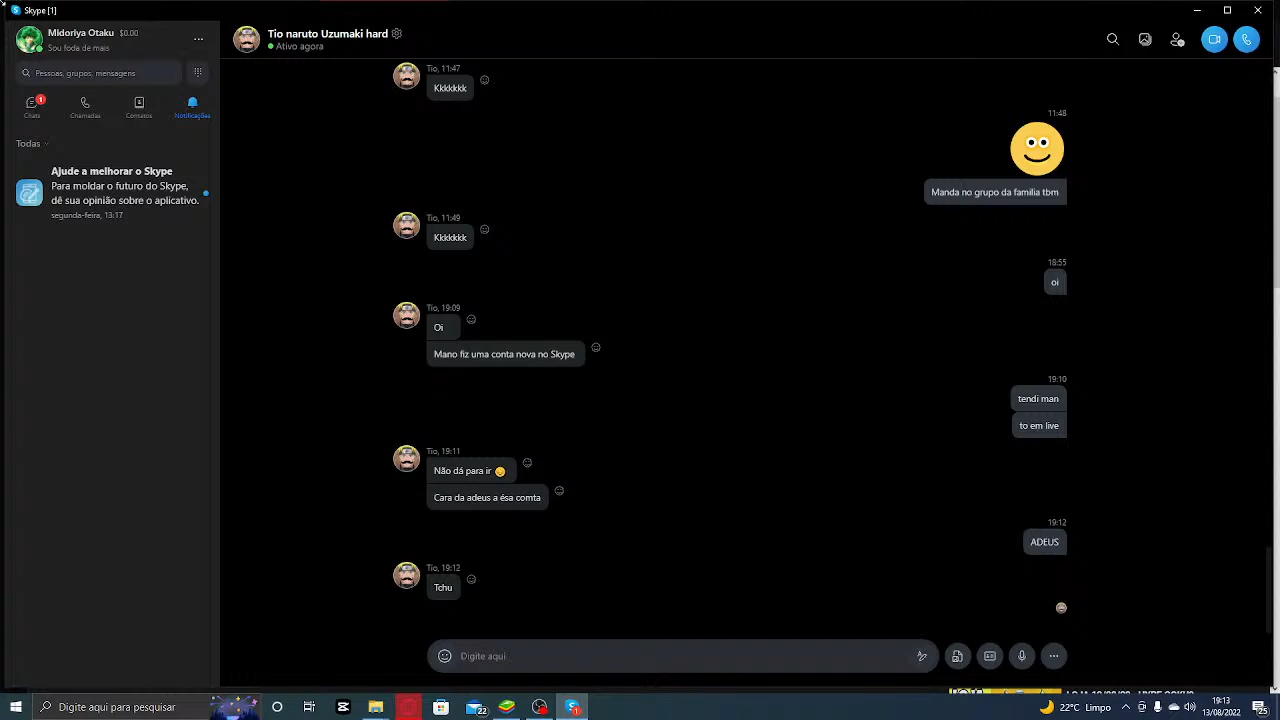 Skype [1]
MIdoriya Otaku $0.00
Sou foda de mais
Pessoas, grupos, mensagens
1
Chats
Chamadas
Contatos
Notificações
Todas
Ajude a melhorar o Skype
Para moldar o futuro do Skype,
dê sua opinião sobre o aplicativo.
segunda-feira, 13:17
Tio naruto Uzumaki hard
Ativo agora
Tio, 11:47
Kkkkkkk
11:48
Manda no grupo da familia tbm
Tio, 11:49
Kkkkkkk
18:55
oi
Tio, 19:09
Oi
Mano fiz uma conta nova no Skype
19:10
tendi man
to em live
Tio, 19:11
Não dá para ir
Cara da adeus a ésa comta
19:12
ADEUS
Tio, 19:12
Tchu
Digite aqui
Digite aqui para pesquisar
22
1
22°C Limpo
19:13
13/08/2022